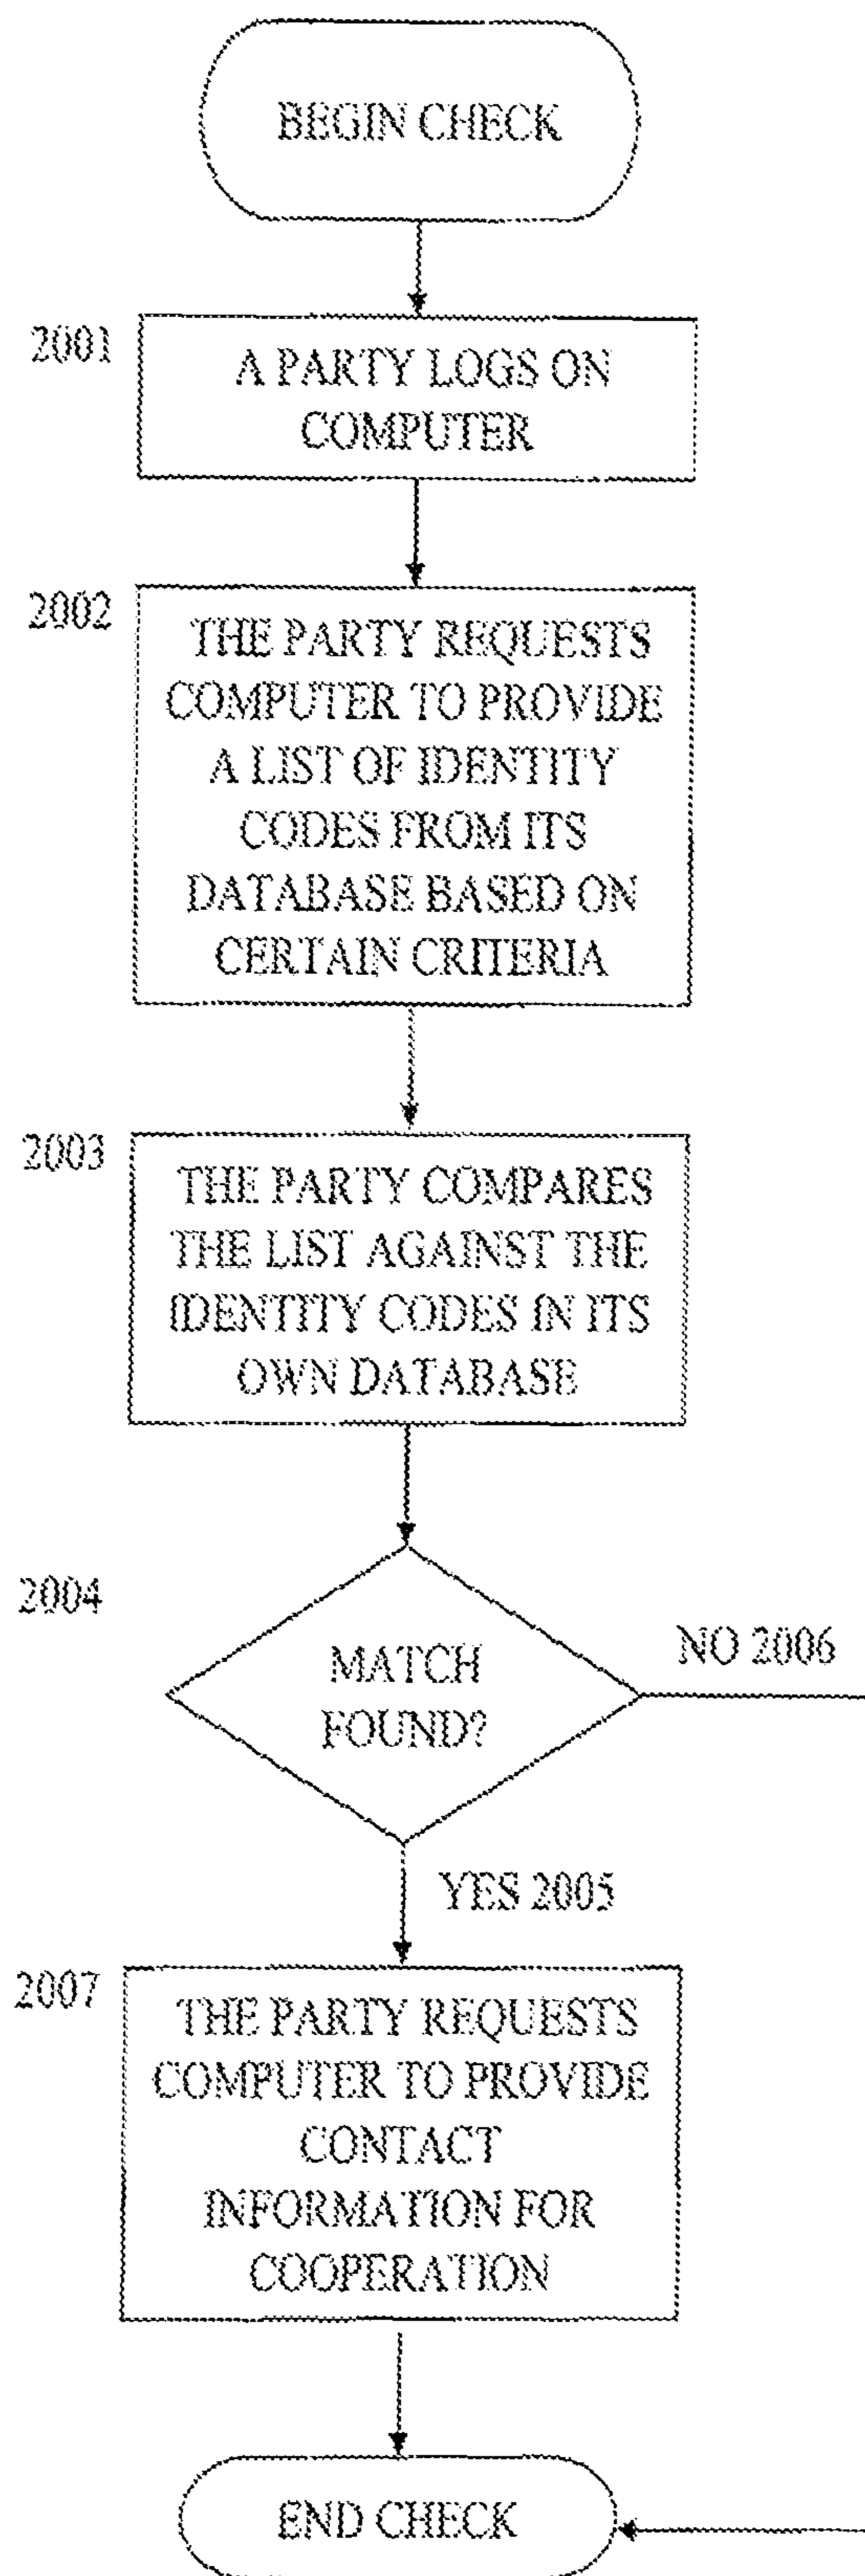 BEGIN CHECK
2001
A PARTY LOGS ON
COMPUTER
2002
THE PARTY REQUESTS
COMPUTER TO PROVIDE
A LIST OF IDENTITY
CODES FROM ITS
DATABASE BASED ON
CERTAIN CRITERIA
2003
THE PARTY COMPARES
THE LIST AGAINST THE
IDENTITY CODES IN ITS
OWN DATABASE
2004
MATCH
FOUND?
NO 2006
YES 2005
2007
THE PARTY REQUESTS
COMPUTER TO PROVIDE
CONTACT
INFORMATION FOR
COOPERATION
END CHECK